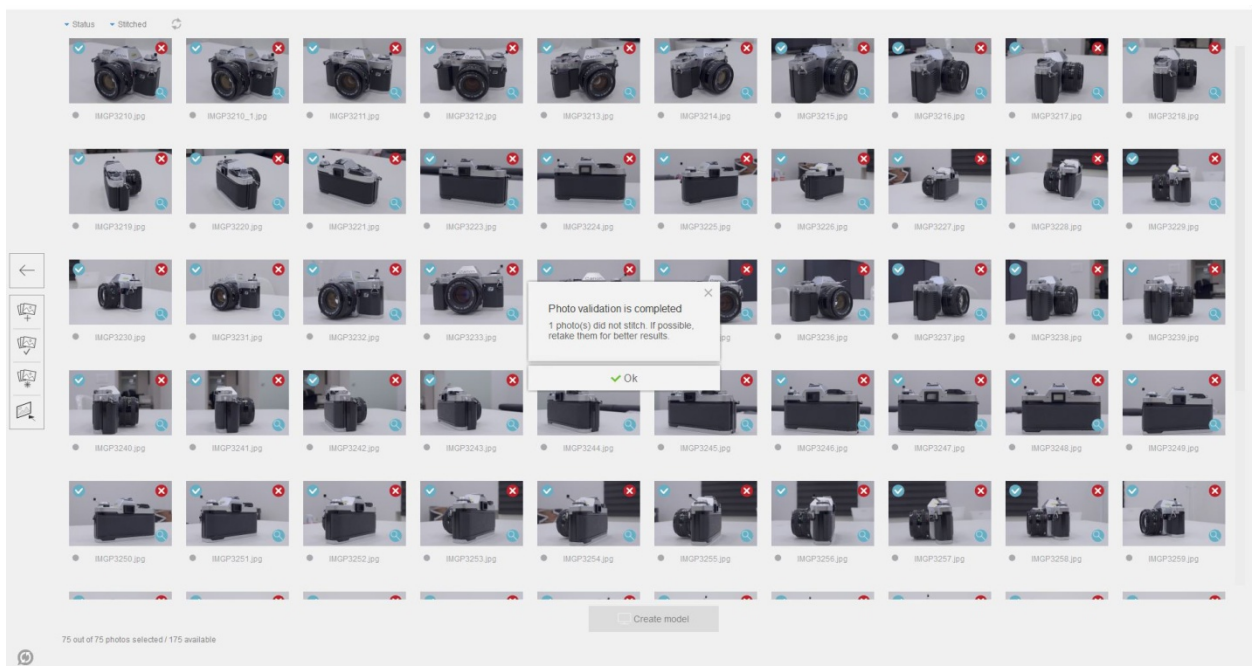 Status Stitched
IMGP3210.jpg IMGP3210_1.jpg IMGP3211.jpg IMGP3212.jpg IMGP3213.jpg IMGP3214.jpg IMGP3215.jpg IMGP3216.jpg IMGP3217.jpg IMGP3218.jpg
IMGP3219.jpg IMGP3220.jpg IMGP3221.jpg IMGP3223.jpg IMGP3224.jpg IMGP3225.jpg IMGP3226.jpg IMGP3227.jpg IMGP3228.jpg IMGP3229.jpg
IMGP3230.jpg IMGP3231.jpg IMGP3232.jpg IMGP3233.jpg pg IMGP3236.jpg IMGP3237.jpg IMGP3238.jpg IMGP3239.jpg
Photo validation is completed
1 photo(s) did not stitch. If possible,
retake them for better results.
Ok
IMGP3240.jpg IMGP3241.jpg IMGP3242.jpg IMGP3243.jpg IMGP3244.jpg IMGP3245.jpg IMGP3246.jpg IMGP3247.jpg IMGP3248.jpg IMGP3249.jpg
IMGP3250.jpg IMGP3251.jpg IMGP3252.jpg IMGP3253.jpg IMGP3254.jpg IMGP3255.jpg IMGP3256.jpg IMGP3257.jpg IMGP3258.jpg IMGP3259.jpg
Create model
75 out of 75 photos selected / 175 available